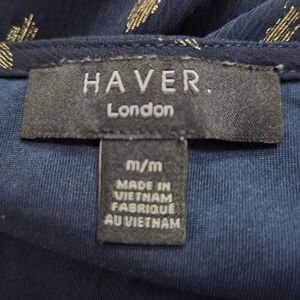 HAVER.
London
m/m
MADE IN
VIETNAM
FABRIQUÉ
AU VIETNAM